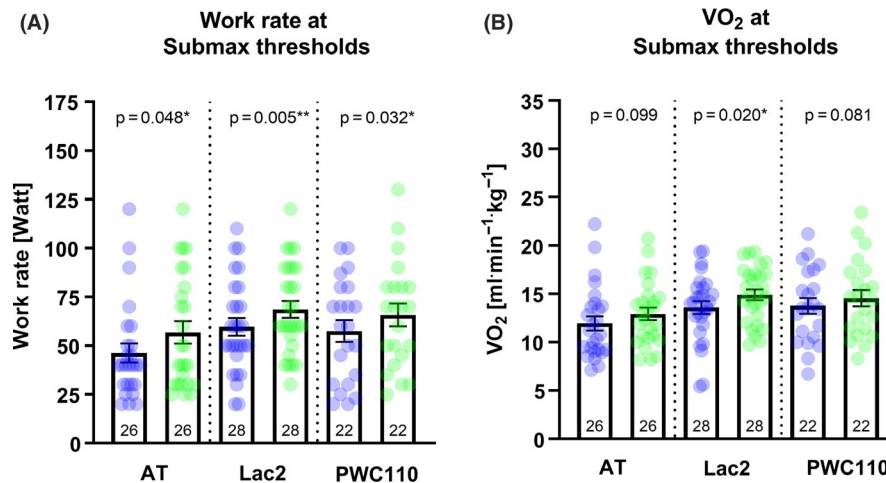 (A)
Work rate at
Submax thresholds
Work rate [Watt]
175
150
125
100
75
50
25
0
p = 0.048*
p = 0.005**
p = 0.032*
26
26
28
28
22
22
AT
Lac2
PWC110
(B)
VO₂ at
Submax thresholds
VO₂ [ml·min⁻¹·kg⁻¹]
35
30
25
20
15
10
5
0
p = 0.099
p = 0.020*
p = 0.081
26
26
28
28
22
22
AT
Lac2
PWC110